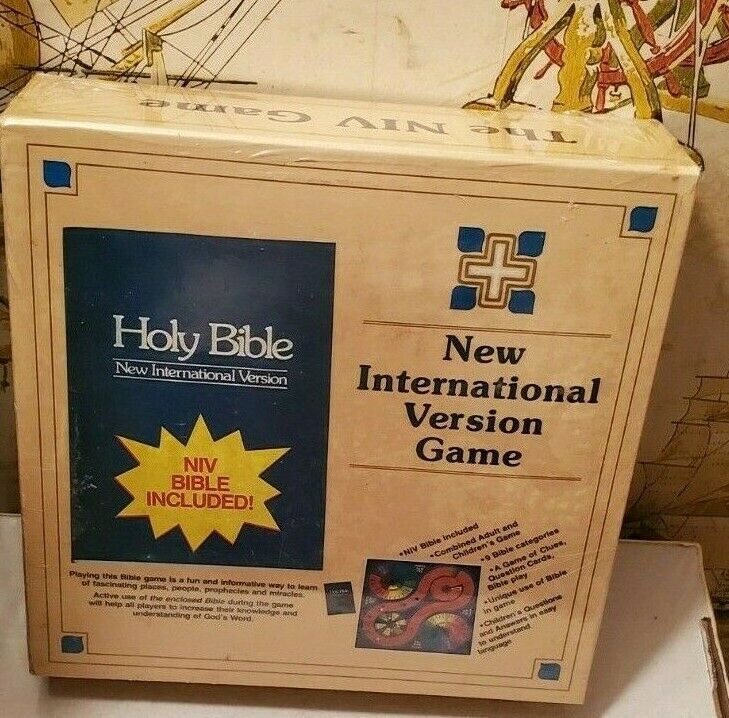 The NIV Game
Holy Bible
New International Version
NIV
BIBLE
INCLUDED!
New
International
Version
Game
Playing this Bible game is a fun and informative way to learn
of fascinating places, people, prophecies and miracles.
Active use of the enclosed Bible during the game
will help all players to increase their knowledge and
understanding of God's Word.
•NIV Bible Included
•Combined Adult and
Children's Game
•9 Bible categories
•A Game of Clues,
Question Cards,
Bible play
•Unique use of Bible
in game
•Children's Questions
and Answers in easy
to understand
language